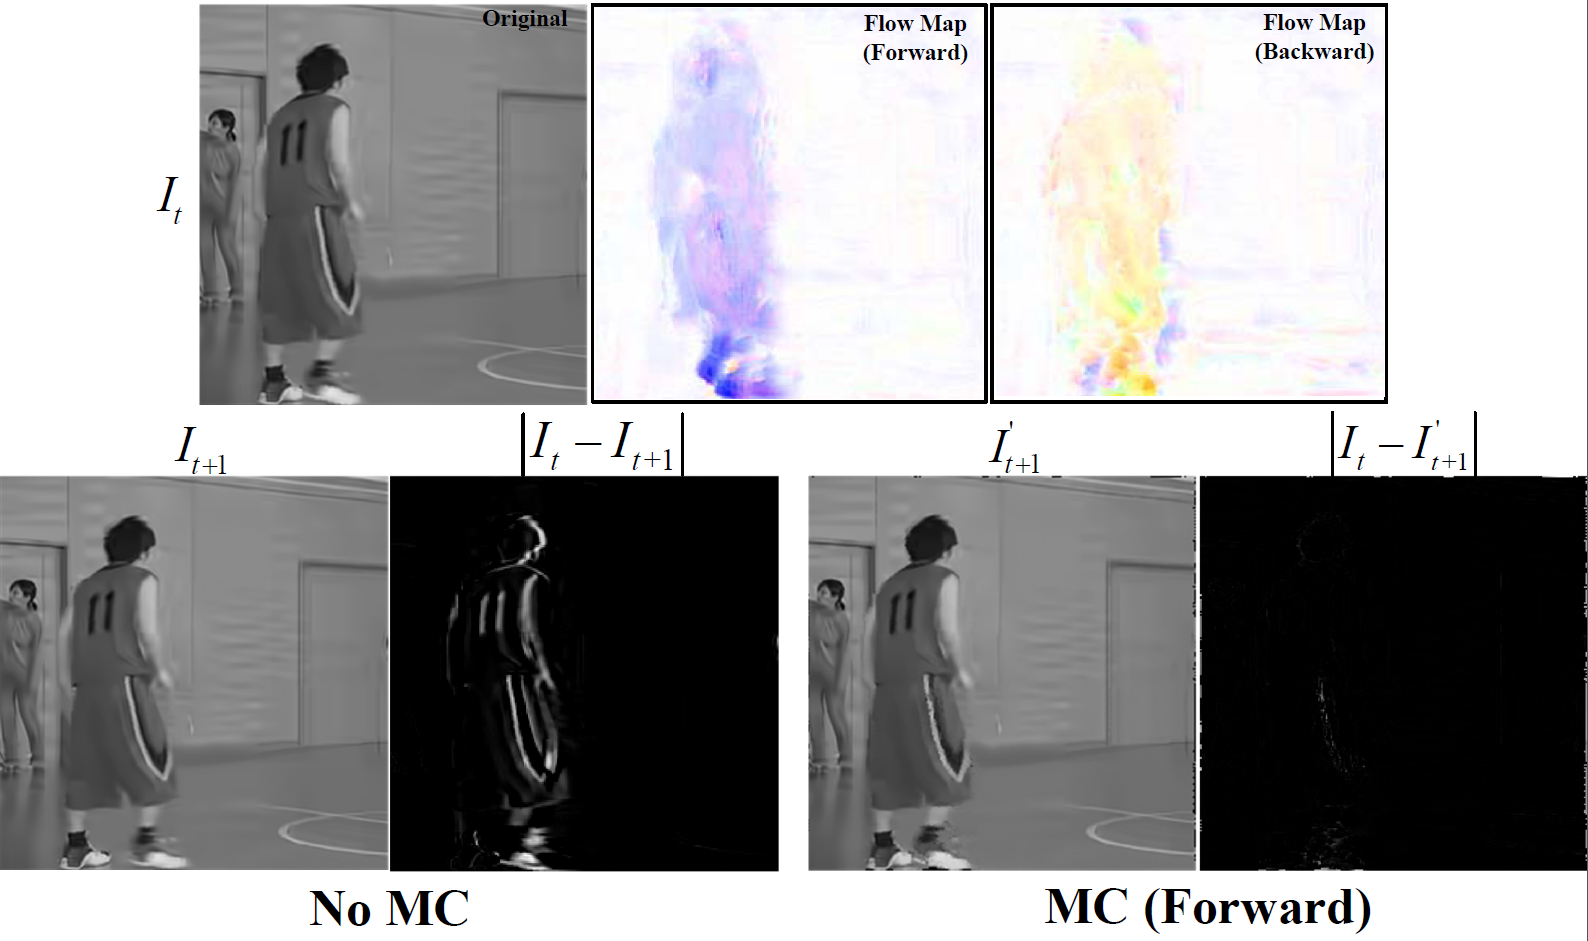 Original
Flow Map
(Forward)
Flow Map
(Backward)
11
I_t
I_{t+1}
|I_t − I_{t+1}|
I'_{t+1}
|I_t − I'_{t+1}|
11
11
11
No MC
MC (Forward)